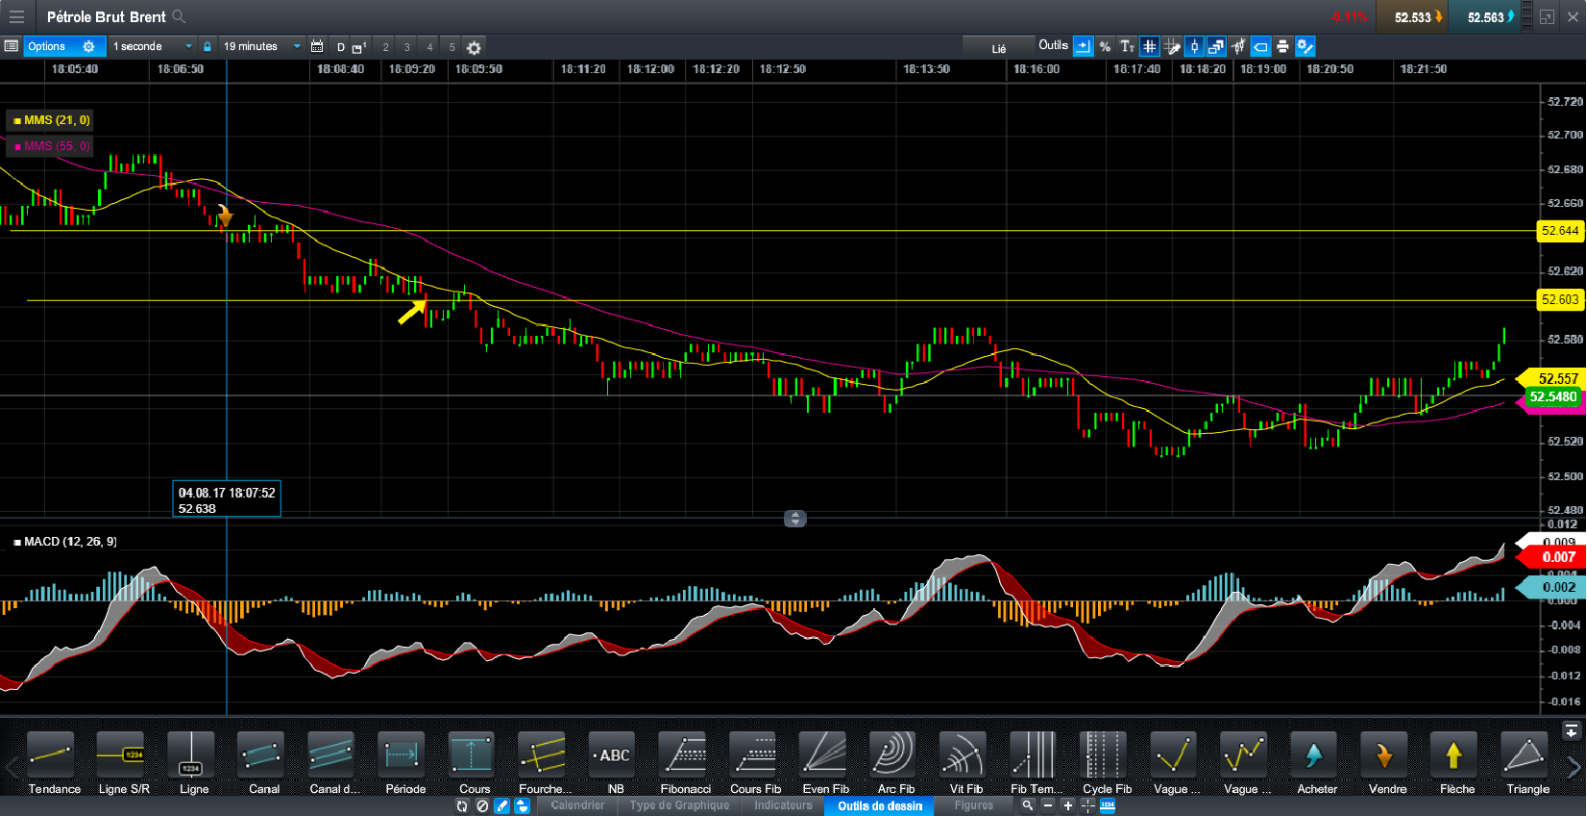 Pétrole Brut Brent
-0.11% 52.533 52.563
Options 1 seconde 19 minutes D 1 2 3 4 5 Lié Outils % TT
18:05:40 18:06:50 18:08:40 18:09:20 18:09:50 18:11:20 18:12:00 18:12:20 18:12:50 18:13:50 18:16:00 18:17:40 18:18:20 18:19:00 18:20:50 18:21:50
MMS (21, 0)
MMS (55, 0)
52.720
52.700
52.680
52.660
52.644
52.620
52.603
52.580
52.557
52.5480
52.520
52.500
52.480
04.08.17 18:07:52
52.638
MACD (12, 26, 9)
0.012
0.009
0.007
0.004
0.002
0.000
-0.004
-0.008
-0.012
-0.016
1234
1234
ABC
Tendance Ligne S/R Ligne Canal Canal d... Période Cours Fourche... NB Fibonacci Cours Fib Even Fib Arc Fib Vit Fib Fib Tem... Cycle Fib Vague ... Vague ... Acheter Vendre Flèche Triangle
Calendrier Type de Graphique Indicateurs Outils de dessin Figures